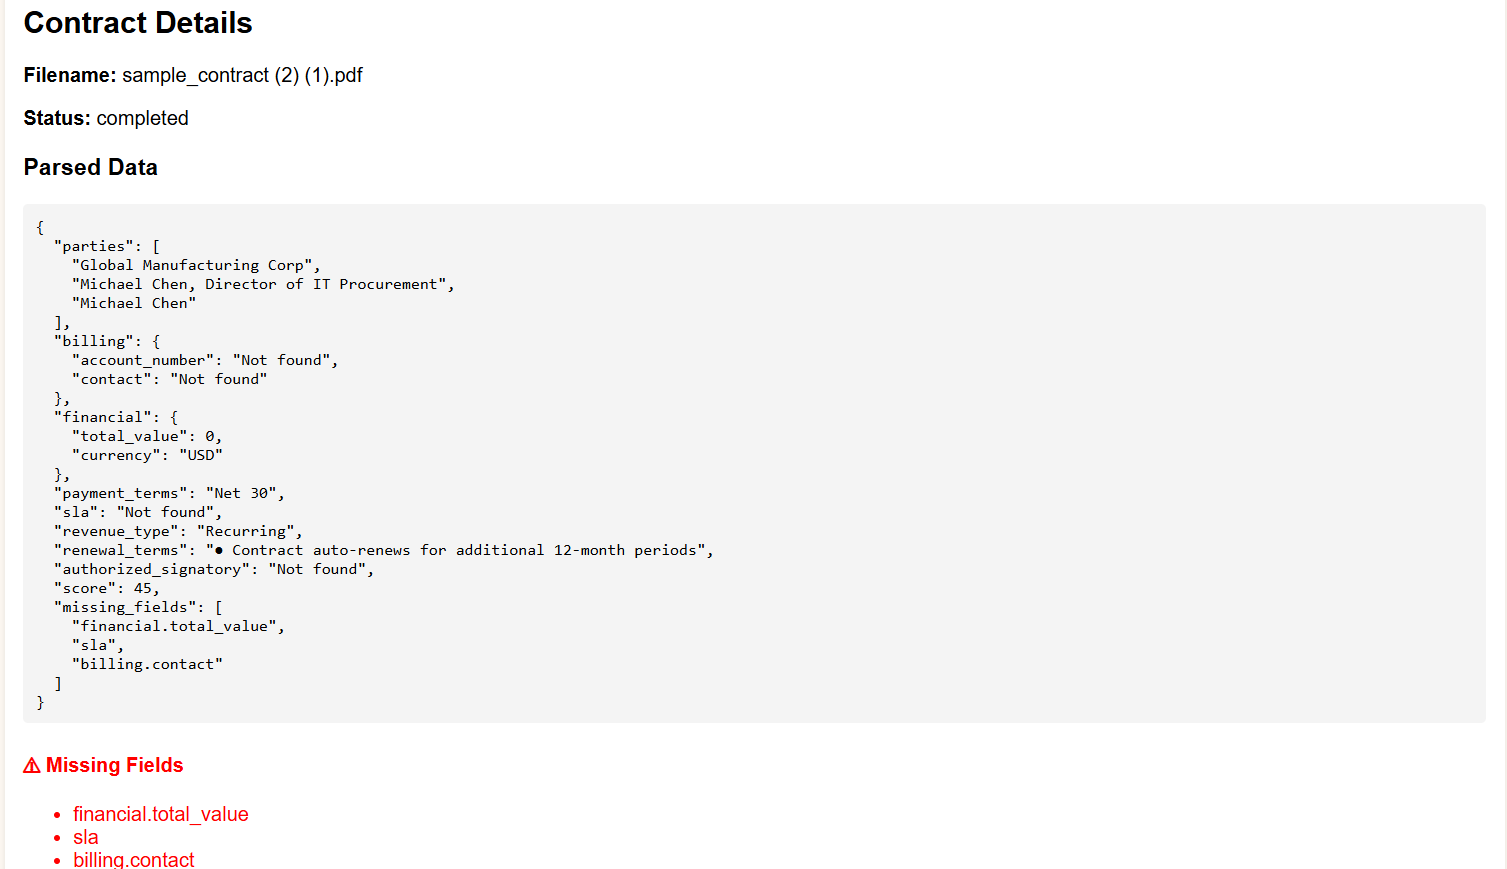 Contract Details
Filename: sample_contract (2) (1).pdf
Status: completed
Parsed Data
{
  "parties": [
    "Global Manufacturing Corp",
    "Michael Chen, Director of IT Procurement",
    "Michael Chen"
  ],
  "billing": {
    "account_number": "Not found",
    "contact": "Not found"
  },
  "financial": {
    "total_value": 0,
    "currency": "USD"
  },
  "payment_terms": "Net 30",
  "sla": "Not found",
  "revenue_type": "Recurring",
  "renewal_terms": "● Contract auto-renews for additional 12-month periods",
  "authorized_signatory": "Not found",
  "score": 45,
  "missing_fields": [
    "financial.total_value",
    "sla",
    "billing.contact"
  ]
}
⚠ Missing Fields
• financial.total_value
• sla
• billing.contact